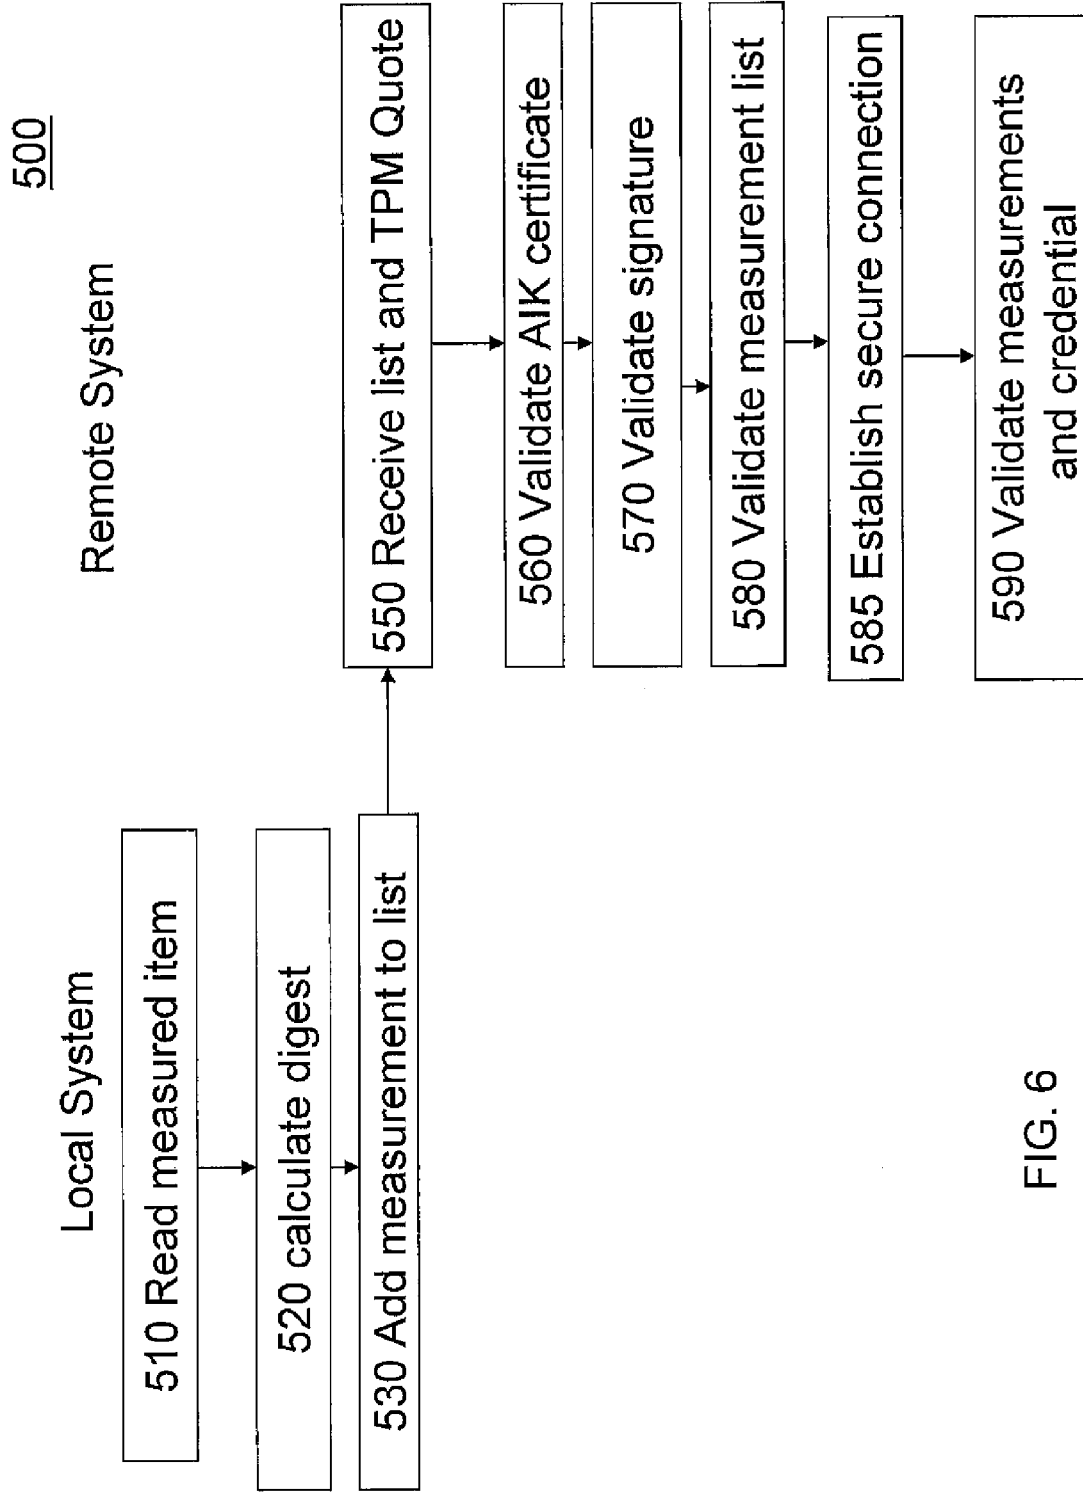 500
Local System
Remote System
510 Read measured item
520 calculate digest
530 Add measurement to list
550 Receive list and TPM Quote
560 Validate AIK certificate
570 Validate signature
580 Validate measurement list
585 Establish secure connection
590 Validate measurements
and credential
FIG. 6